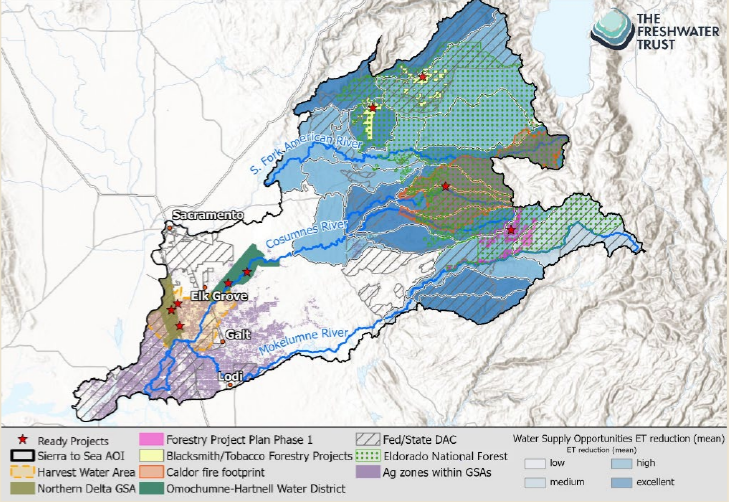 THE
FRESHWATER
TRUST
S. Fork American River
Sacramento
Cosumnes River
Elk Grove
Galt
Mokelumne River
Lodi
Ready Projects
Sierra to Sea AOI
Harvest Water Area
Northern Delta GSA
Forestry Project Plan Phase 1
Blacksmith/Tobacco Forestry Projects
Caldor fire footprint
Omochumne-Hartnell Water District
Fed/State DAC
Eldorado National Forest
Ag zones within GSAs
Water Supply Opportunities ET reduction (mean)
ET reduction (mean)
low
high
medium
excellent